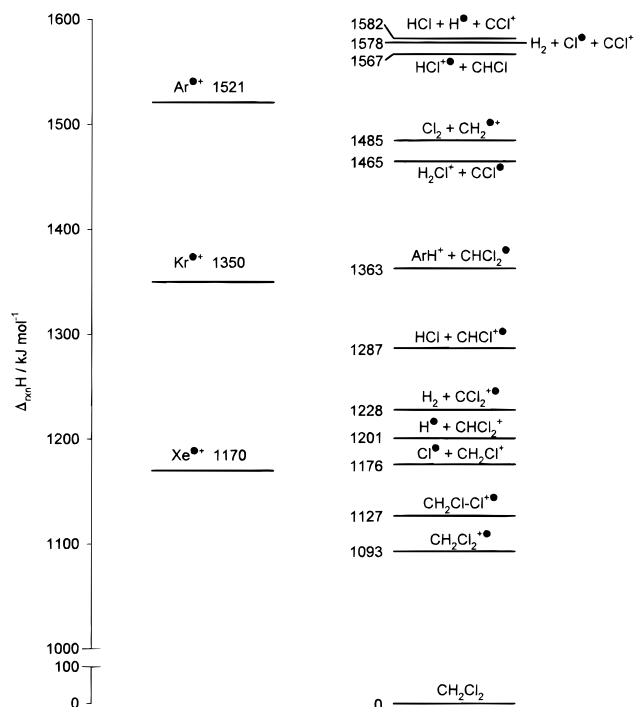 1600
1500
1400
1300
1200
1100
1000
100
0
Δ_rxn H / kJ mol⁻¹
Ar●⁺ 1521
Kr●⁺ 1350
Xe●⁺ 1170
1582 HCl + H● + CCl⁺
1578 H₂ + Cl● + CCl⁺
1567 HCl⁺● + CHCl
1485 Cl₂ + CH₂●⁺
1465 H₂Cl⁺ + CCl●
1363 ArH⁺ + CHCl₂●
1287 HCl + CHCl⁺●
1228 H₂ + CCl₂⁺●
1201 H● + CHCl₂⁺
1176 Cl● + CH₂Cl⁺
1127 CH₂Cl-Cl⁺●
1093 CH₂Cl₂⁺●
0 CH₂Cl₂